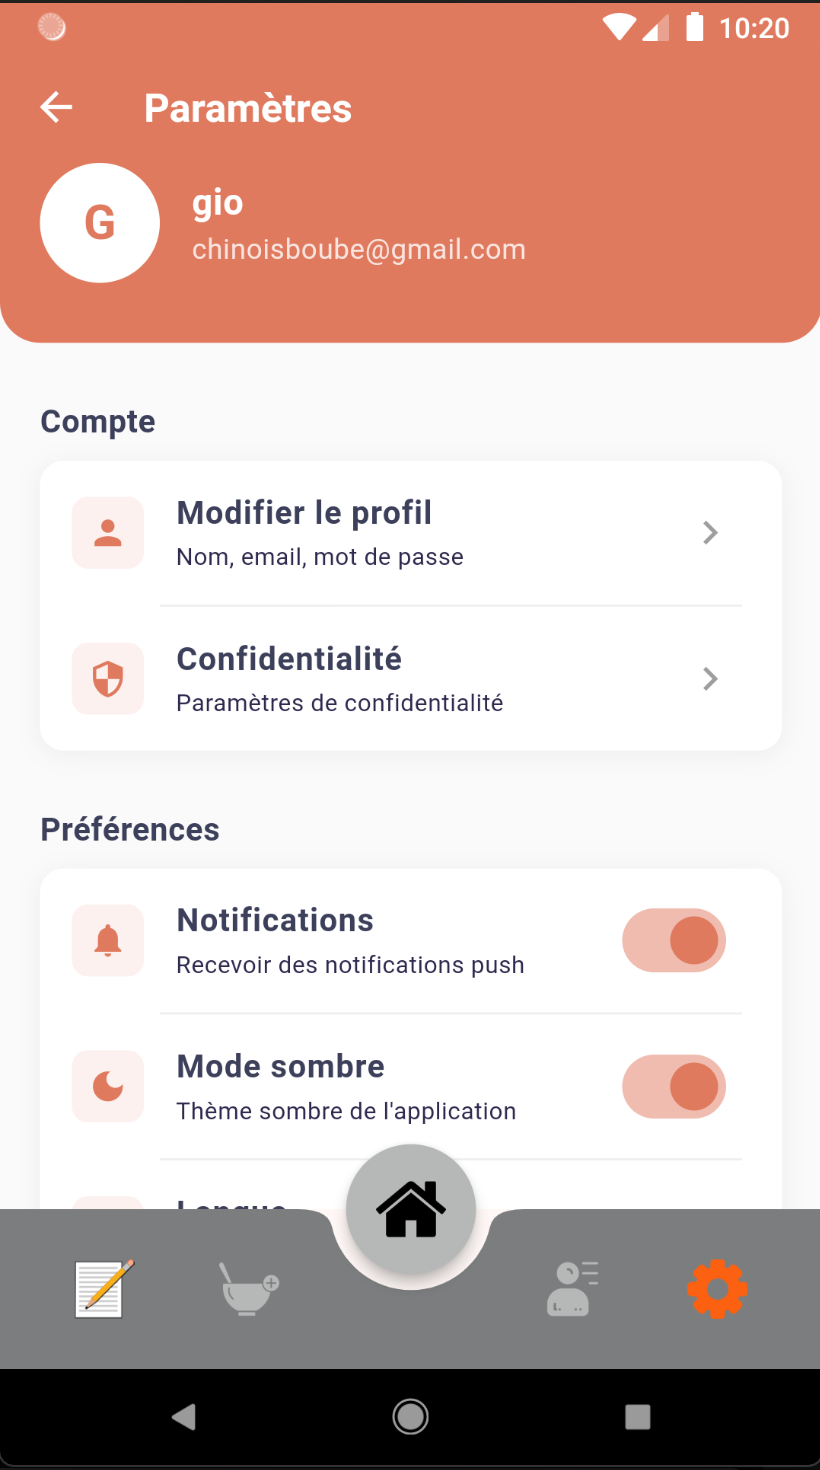 10:20
Paramètres
G
gio
chinoisboube@gmail.com
Compte
Modifier le profil
Nom, email, mot de passe
Confidentialité
Paramètres de confidentialité
Préférences
Notifications
Recevoir des notifications push
Mode sombre
Thème sombre de l'application
Langue